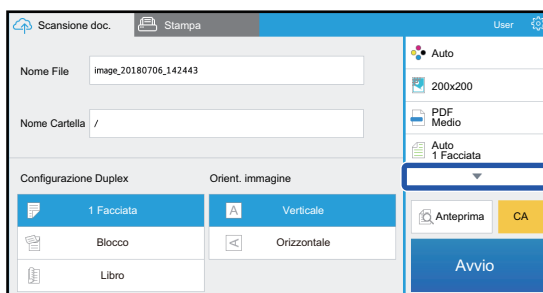 Scansione doc.
Stampa
User
Nome File
image_20180706_142443
Nome Cartella
/
Configurazione Duplex
Orient. immagine
1 Facciata
Blocco
Libro
A
Verticale
A
Orizzontale
Auto
200x200
PDF
Medio
Auto
1 Facciata
Anteprima
CA
Avvio